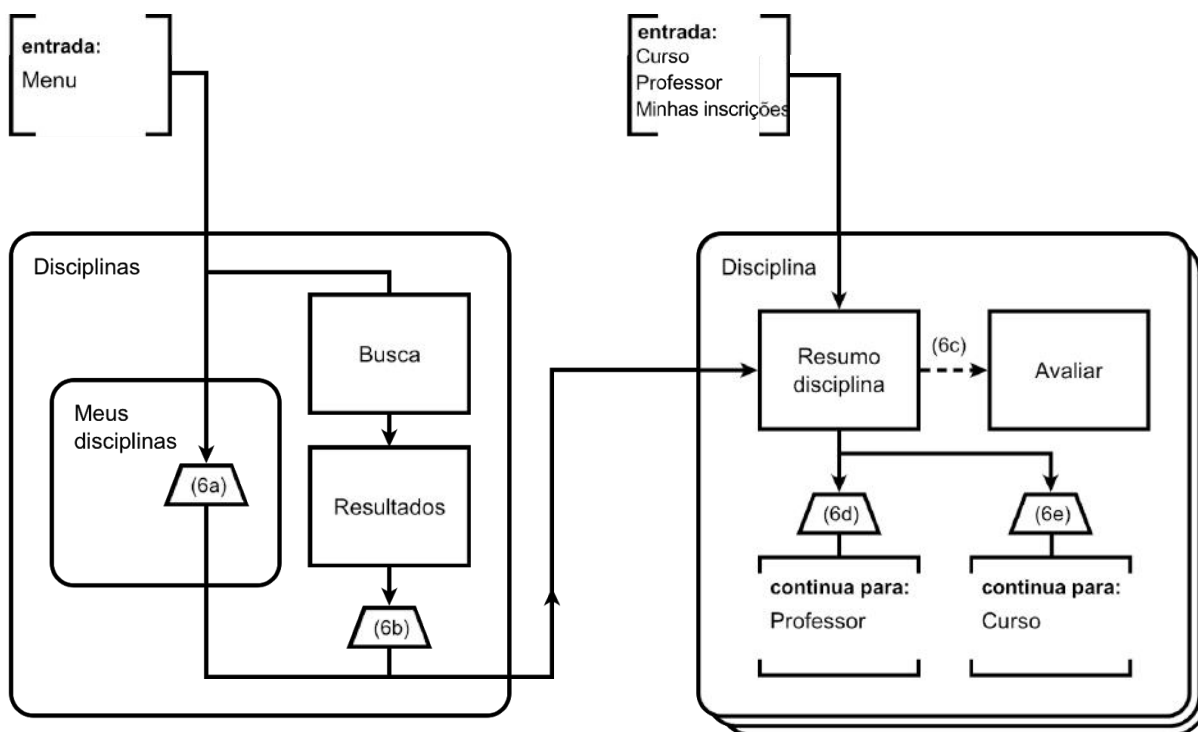 entrada:
Menu
entrada:
Curso
Professor
Minhas inscrições
Disciplinas
Busca
Meus
disciplinas
(6a)
Resultados
(6b)
Disciplina
Resumo
disciplina
(6c)
Avaliar
(6d)
(6e)
continua para:
Professor
continua para:
Curso